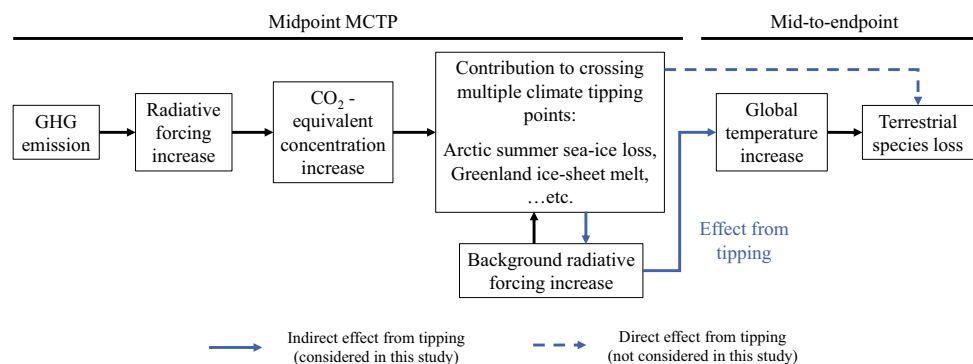 Midpoint MCTP
Mid-to-endpoint
GHG
emission
Radiative
forcing
increase
CO₂ -
equivalent
concentration
increase
Contribution to crossing
multiple climate tipping
points:
Arctic summer sea-ice loss,
Greenland ice-sheet melt,
…etc.
Background radiative
forcing increase
Global
temperature
increase
Terrestrial
species loss
Effect from
tipping
Indirect effect from tipping
(considered in this study)
Direct effect from tipping
(not considered in this study)